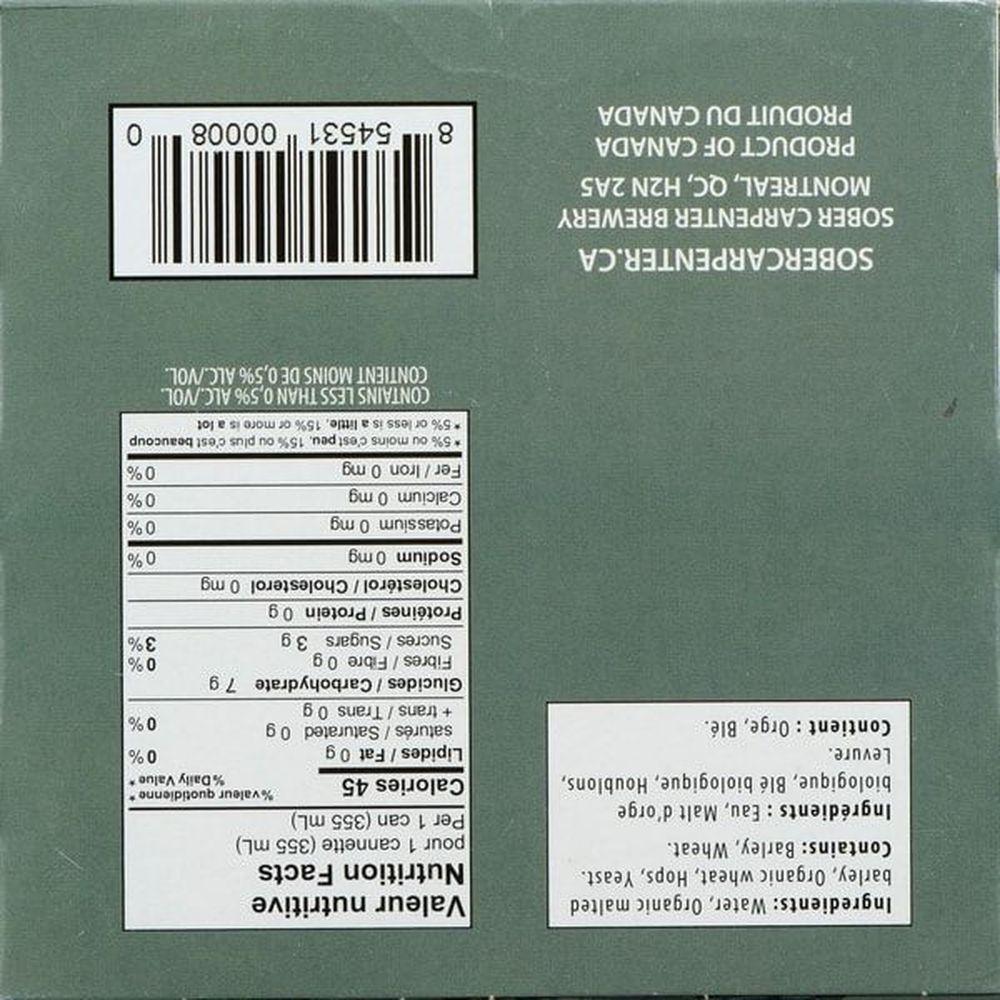 Ingredients: Water, Organic malted
barley, Organic wheat, Hops, Yeast.
Contains: Barley, Wheat.
Ingrédients : Eau, Malt d'orge
biologique, Blé biologique, Houblons,
Levure.
Contient : Orge, Blé.
Valeur nutritive
Nutrition Facts
pour 1 cannette (355 mL)
Per 1 can (355 mL)
Calories 45
% valeur quotidienne *
% Daily Value *
Lipides / Fat 0 g 0 %
saturés / Saturated 0 g
+ trans / Trans 0 g 0 %
Glucides / Carbohydrate 7 g
Fibres / Fibre 0 g 0 %
Sucres / Sugars 3 g 3 %
Protéines / Protein 0 g
Cholestérol / Cholesterol 0 mg
Sodium 0 mg 0 %
Potassium 0 mg 0 %
Calcium 0 mg 0 %
Fer / Iron 0 mg 0 %
* 5% ou moins c'est peu, 15% ou plus c'est beaucoup
* 5% or less is a little, 15% or more is a lot
CONTAINS LESS THAN 0,5% ALC./VOL.
CONTIENT MOINS DE 0,5% ALC./VOL.
SOBERCARPENTER.CA
SOBER CARPENTER BREWERY
MONTREAL, QC, H2N 2A5
PRODUCT OF CANADA
PRODUIT DU CANADA
8 54531 00008 0